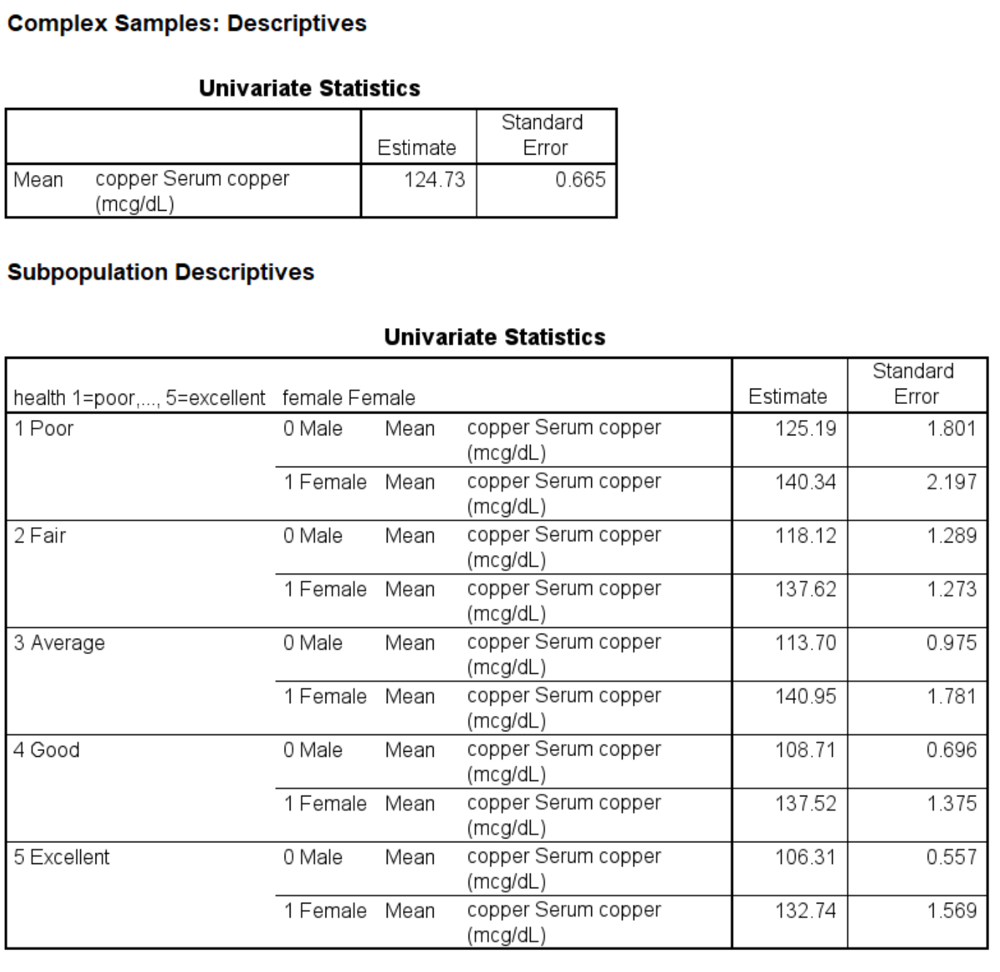 Complex Samples: Descriptives
Univariate Statistics
Estimate Standard Error
Mean copper Serum copper (mcg/dL) 124.73 0.665
Subpopulation Descriptives
Univariate Statistics
health 1=poor,..., 5=excellent female Female Estimate Standard Error
1 Poor 0 Male Mean copper Serum copper (mcg/dL) 125.19 1.801
1 Female Mean copper Serum copper (mcg/dL) 140.34 2.197
2 Fair 0 Male Mean copper Serum copper (mcg/dL) 118.12 1.289
1 Female Mean copper Serum copper (mcg/dL) 137.62 1.273
3 Average 0 Male Mean copper Serum copper (mcg/dL) 113.70 0.975
1 Female Mean copper Serum copper (mcg/dL) 140.95 1.781
4 Good 0 Male Mean copper Serum copper (mcg/dL) 108.71 0.696
1 Female Mean copper Serum copper (mcg/dL) 137.52 1.375
5 Excellent 0 Male Mean copper Serum copper (mcg/dL) 106.31 0.557
1 Female Mean copper Serum copper (mcg/dL) 132.74 1.569